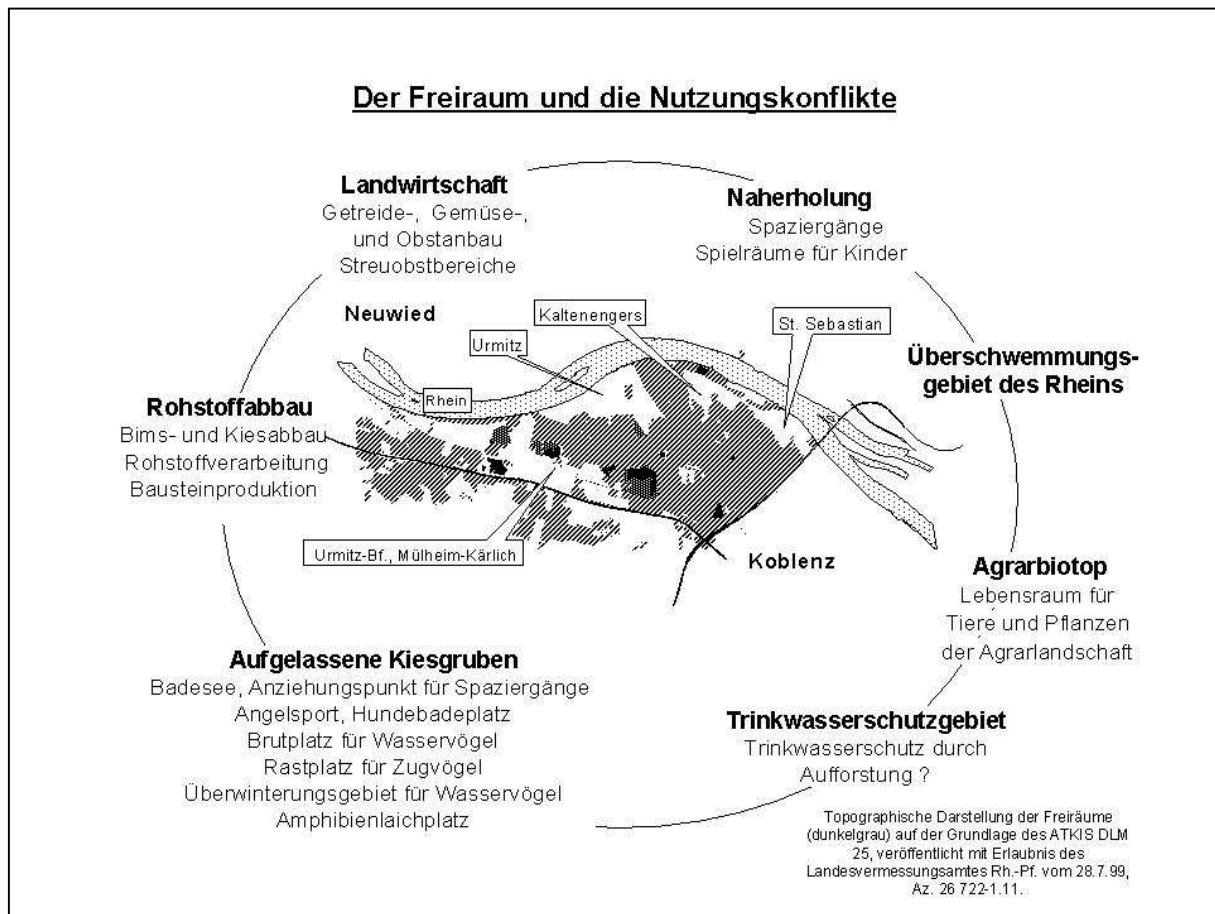 Der Freiraum und die Nutzungskonflikte
Landwirtschaft
Getreide-, Gemüse-,
und Obstanbau
Streuobstbereiche
Naherholung
Spaziergänge
Spielräume für Kinder
Neuwied
Kaltenengers
St. Sebastian
Urmitz
Rhein
Überschwemmungs-
gebiet des Rheins
Rohstoffabbau
Bims- und Kiesabbau
Rohstoffverarbeitung
Bausteinproduktion
Urmitz-Bf., Mülheim-Kärlich
Koblenz
Agrarbiotop
Lebensraum für
Tiere und Pflanzen
der Agrarlandschaft
Aufgelassene Kiesgruben
Badesee, Anziehungspunkt für Spaziergänge
Angelsport, Hundebadeplatz
Brutplatz für Wasservögel
Rastplatz für Zugvögel
Überwinterungsgebiet für Wasservögel
Amphibienlaichplatz
Trinkwasserschutzgebiet
Trinkwasserschutz durch
Aufforstung ?
Topographische Darstellung der Freiräume
(dunkelgrau) auf der Grundlage des ATKIS DLM
25, veröffentlicht mit Erlaubnis des
Landesvermessungsamtes Rh.-Pf. vom 28.7.99,
Az. 26 722-1.11.